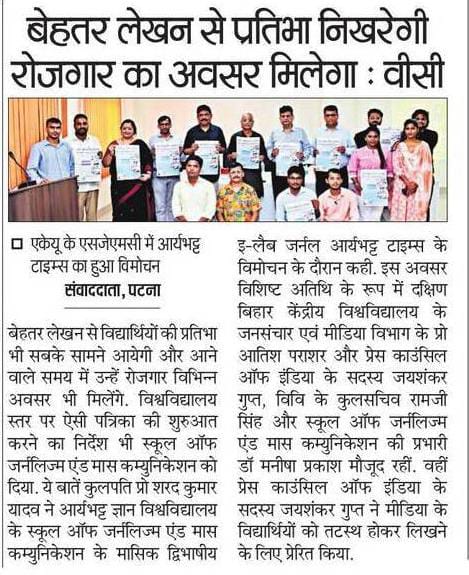 बेहतर लेखन से प्रतिभा निखरेगी
रोजगार का अवसर मिलेगा : वीसी
एकेयू के एसजेएमसी में आर्यभट्ट
टाइम्स का हुआ विमोचन
संवाददाता, पटना
बेहतर लेखन से विद्यार्थियों की प्रतिभा
भी सबके सामने आयेगी और आने
वाले समय में उन्हें रोजगार विभिन्न
अवसर भी मिलेंगे. विश्वविद्यालय
स्तर पर ऐसी पत्रिका की शुरुआत
करने का निर्देश भी स्कूल ऑफ
जर्नलिज्म एंड मास कम्युनिकेशन को
दिया. ये बातें कुलपति प्रो शरद कुमार
यादव ने आर्यभट्ट ज्ञान विश्वविद्यालय
के स्कूल ऑफ जर्नलिज्म एंड मास
कम्युनिकेशन के मासिक द्विभाषीय
इ-लैब जर्नल आर्यभट्ट टाइम्स के
विमोचन के दौरान कही. इस अवसर
विशिष्ट अतिथि के रूप में दक्षिण
बिहार केंद्रीय विश्वविद्यालय के
जनसंचार एवं मीडिया विभाग के प्रो
आतिश पराशर और प्रेस काउंसिल
ऑफ इंडिया के सदस्य जयशंकर
गुप्त, विवि के कुलसचिव रामजी
सिंह और स्कूल ऑफ जर्नलिज्म
एंड मास कम्युनिकेशन की प्रभारी
डॉ मनीषा प्रकाश मौजूद रहीं. वहीं
प्रेस काउंसिल ऑफ इंडिया के
सदस्य जयशंकर गुप्त ने मीडिया के
विद्यार्थियों को तटस्थ होकर लिखने
के लिए प्रेरित किया.